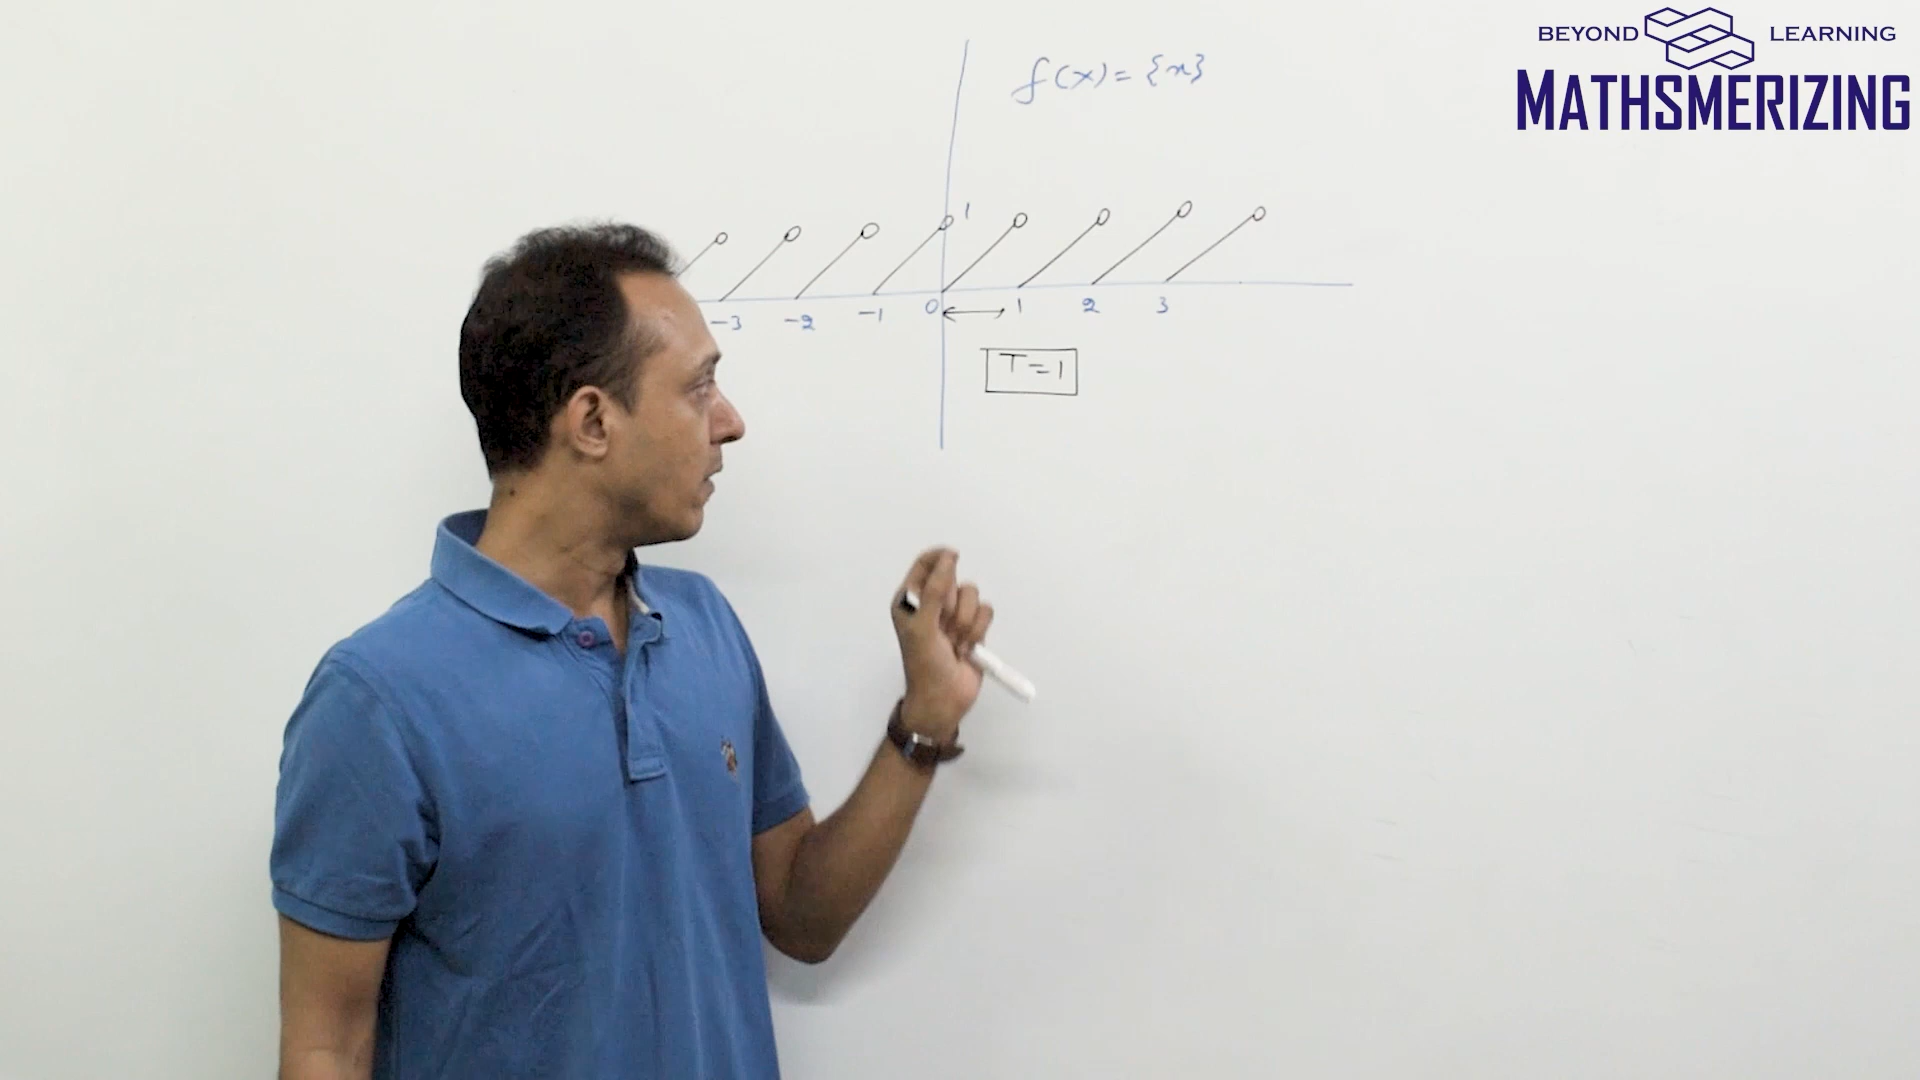 BEYOND LEARNING
MATHSMERIZING
f(x) = {x}
1
-3 -2 -1 0 1 2 3
T=1